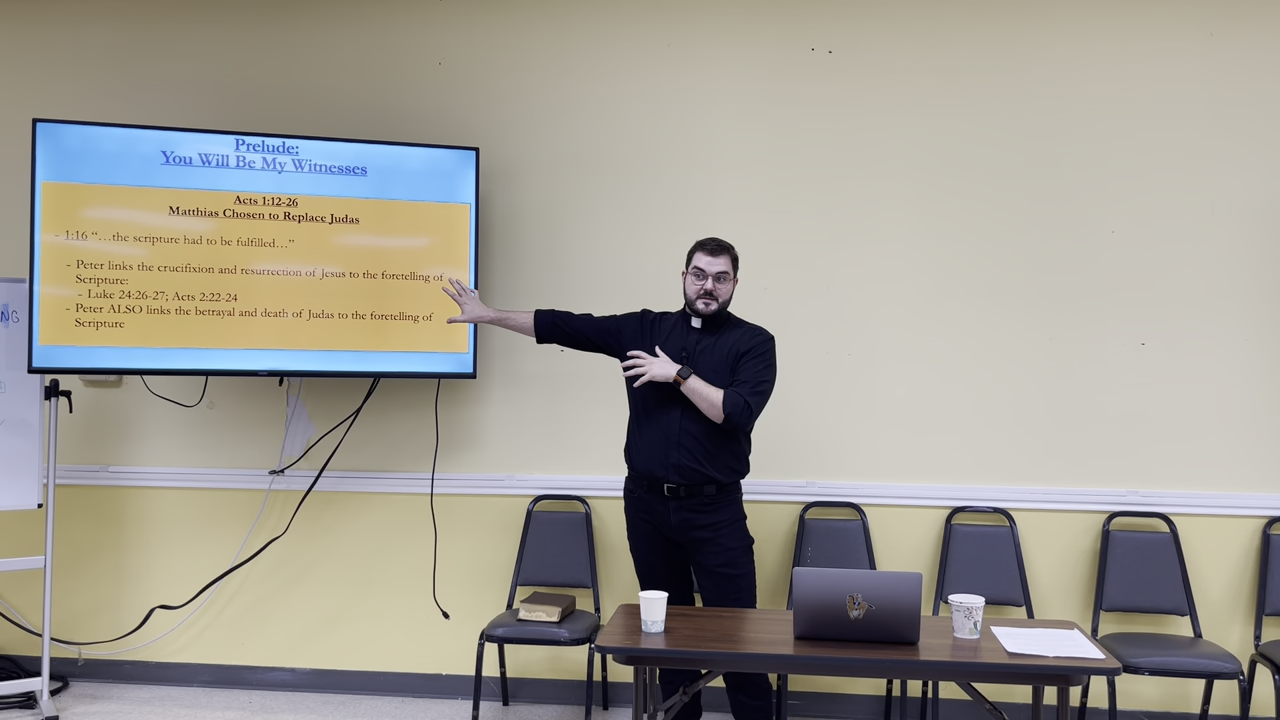 Prelude:
You Will Be My Witnesses
Acts 1:12-26
Matthias Chosen to Replace Judas
- 1:16 “…the scripture had to be fulfilled…”
- Peter links the crucifixion and resurrection of Jesus to the foretelling of
Scripture:
- Luke 24:26-27; Acts 2:22-24
- Peter ALSO links the betrayal and death of Judas to the foretelling of
Scripture